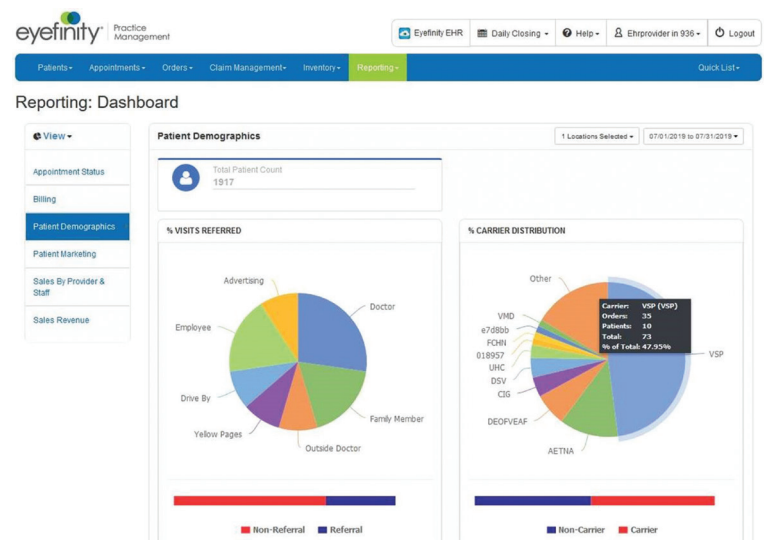 eyefinity Practice
Management
Eyefinity EHR
Daily Closing
Help
Ehrprovider in 936
Logout
Patients
Appointments
Orders
Claim Management
Inventory
Reporting
Quick List
Reporting: Dashboard
View
Appointment Status
Billing
Patient Demographics
Patient Marketing
Sales By Provider &
Staff
Sales Revenue
Patient Demographics
1 Locations Selected
07/01/2019 to 07/31/2019
Total Patient Count
1917
% VISITS REFERRED
Advertising
Doctor
Employee
Drive By
Family Member
Yellow Pages
Outside Doctor
Non-Referral
Referral
% CARRIER DISTRIBUTION
Other
Carrier: VSP (VSP)
Orders: 35
Patients: 10
Total: 73
% of Total: 47.95%
VMD
e7d8bb
FCHN
018957
UHC
DSV
CIG
VSP
DEOFVEAF
AETNA
Non-Carrier
Carrier